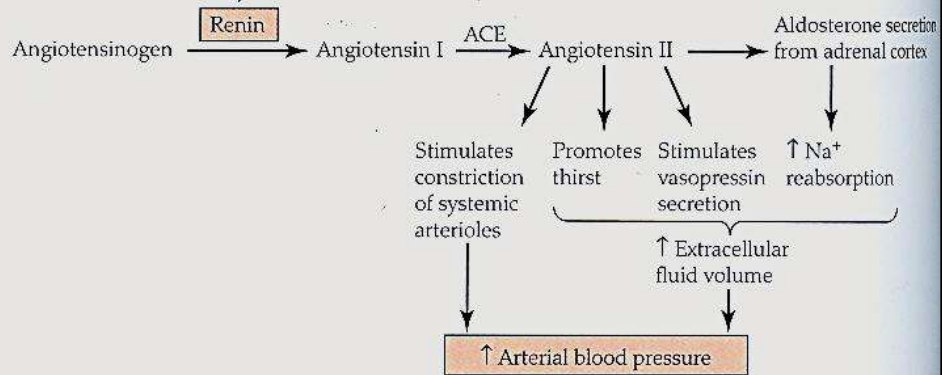 Renin
Angiotensinogen
Angiotensin I
ACE
Angiotensin II
Aldosterone secretion
from adrenal cortex
Stimulates
constriction
of systemic
arterioles
Promotes
thirst
Stimulates
vasopressin
secretion
↑ Na⁺
reabsorption
↑ Extracellular
fluid volume
↑ Arterial blood pressure